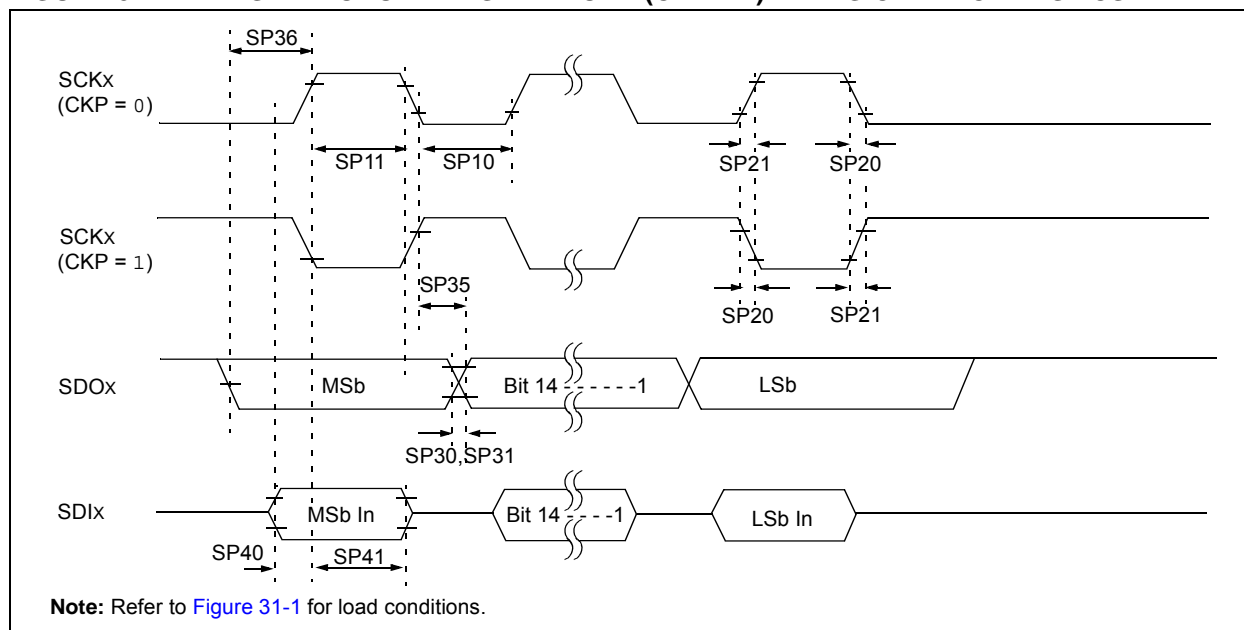 SP36
SCKx
(CKP = 0)
SP11
SP10
SP21
SP20
SCKx
(CKP = 1)
SP35
SP20
SP21
SDOx
MSb
Bit 14 - - - - - -1
LSb
SP30,SP31
SDIx
MSb In
Bit 14 - - - -1
LSb In
SP40
SP41
Note: Refer to Figure 31-1 for load conditions.